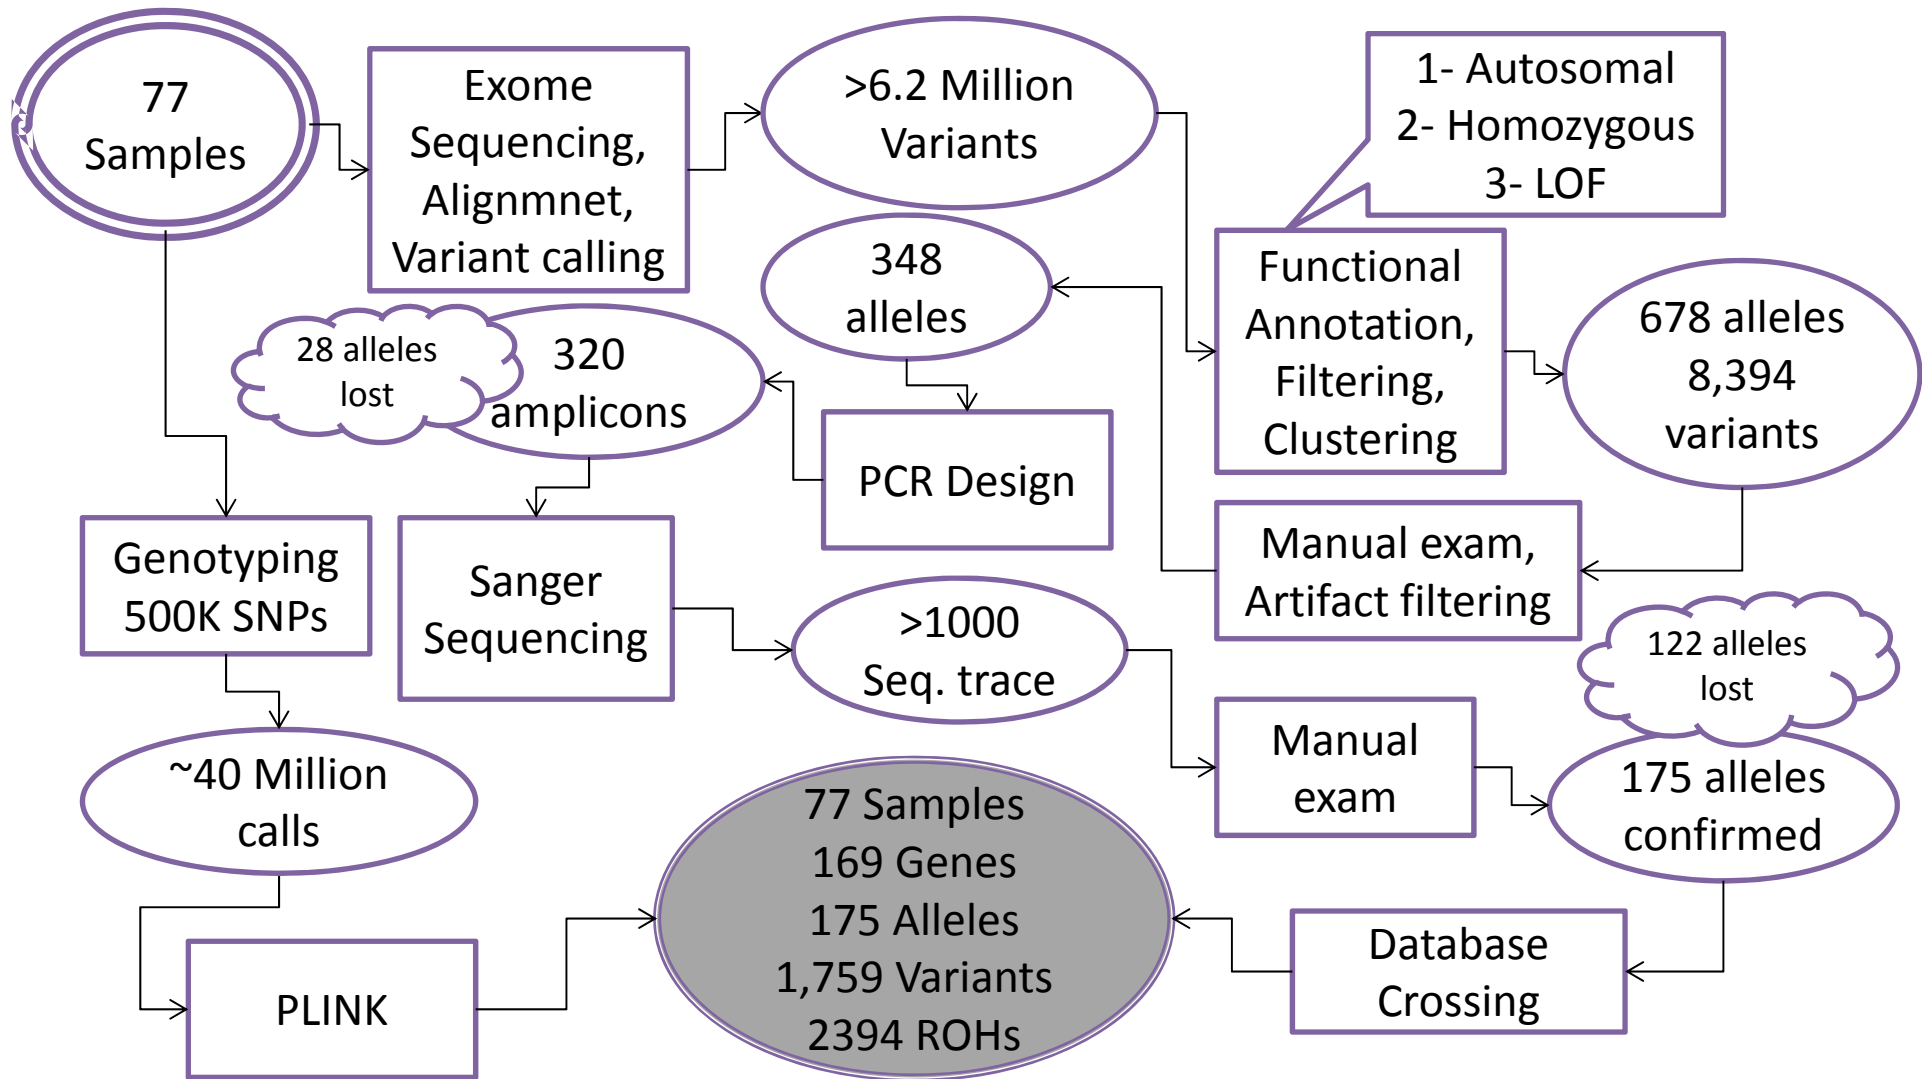 77
Samples
Exome
Sequencing,
Alignmnet,
Variant calling
>6.2 Million
Variants
1- Autosomal
2- Homozygous
3- LOF
Functional
Annotation,
Filtering,
Clustering
678 alleles
8,394
variants
Manual exam,
Artifact filtering
348
alleles
PCR Design
320
amplicons
28 alleles
lost
Sanger
Sequencing
>1000
Seq. trace
Manual
exam
122 alleles
lost
175 alleles
confirmed
Database
Crossing
Genotyping
500K SNPs
~40 Million
calls
PLINK
77 Samples
169 Genes
175 Alleles
1,759 Variants
2394 ROHs